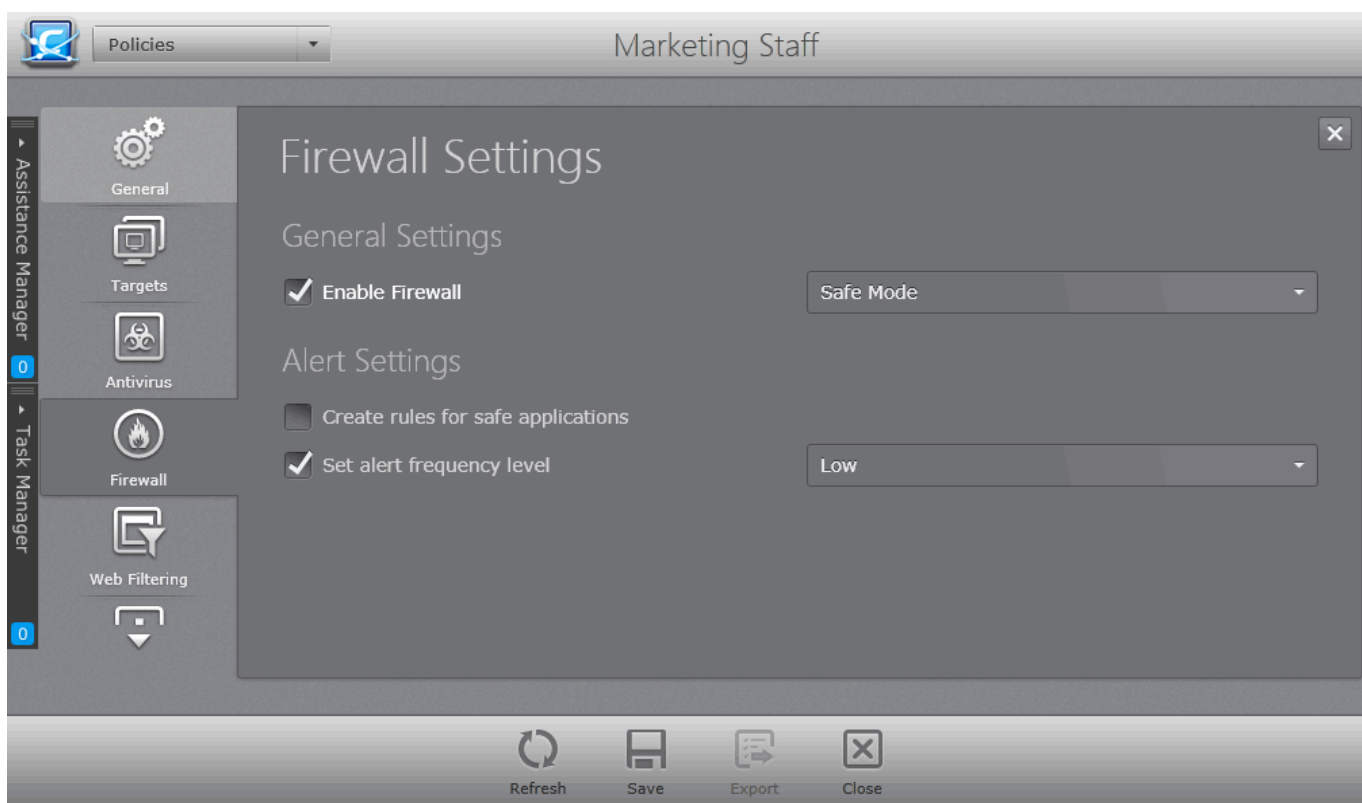 Policies
Marketing Staff
Assistance Manager
0
Task Manager
0
General
Targets
Antivirus
Firewall
Web Filtering
Firewall Settings
General Settings
Enable Firewall
Safe Mode
Alert Settings
Create rules for safe applications
Set alert frequency level
Low
Refresh
Save
Export
Close